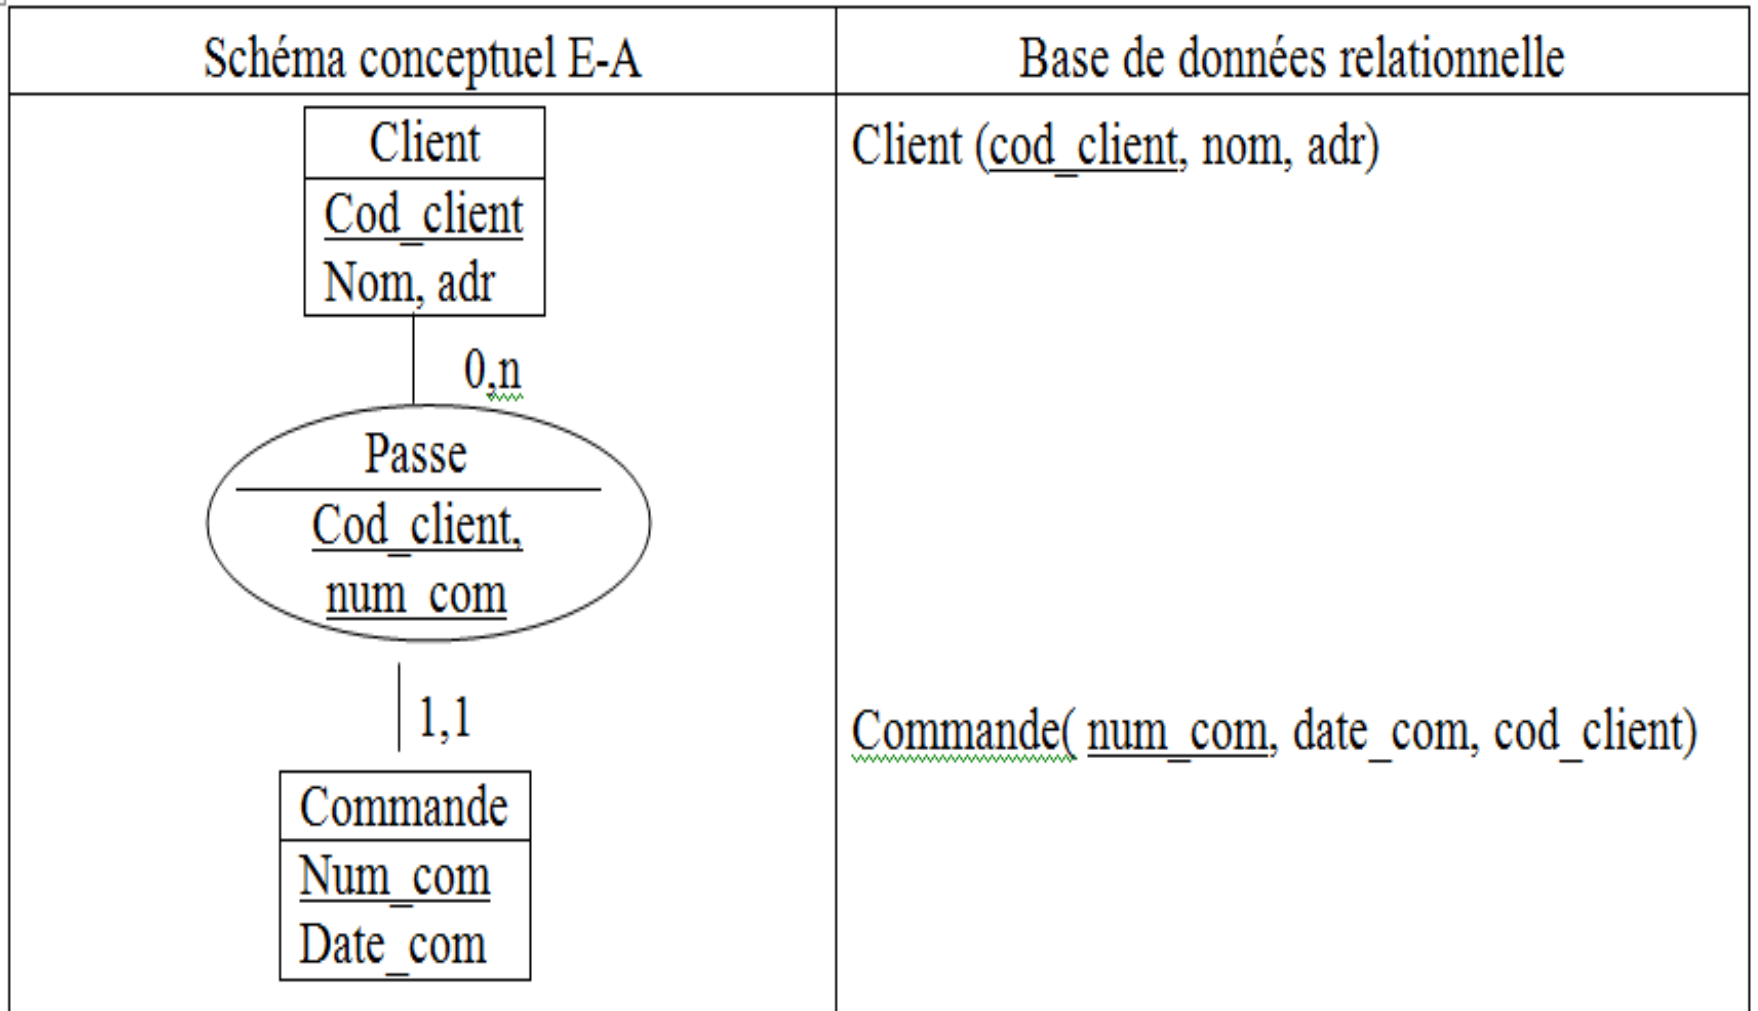 Schéma conceptuel E-A
Base de données relationnelle
Client
Cod_client
Nom, adr
0,n
Passe
Cod_client,
num_com
1,1
Commande
Num_com
Date_com
Client (cod_client, nom, adr)
Commande( num_com, date_com, cod_client)